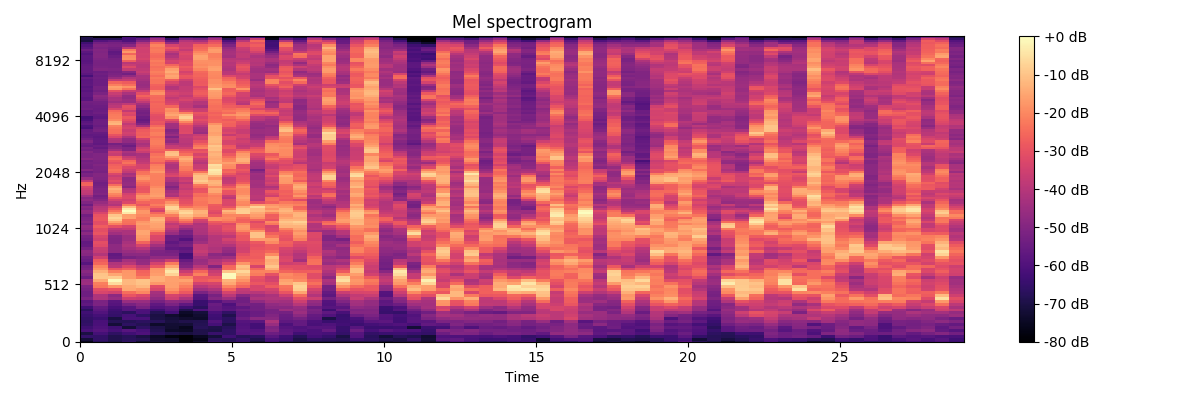 Mel spectrogram
8192
4096
2048
1024
512
0
Hz
0 5 10 15 20 25
Time
+0 dB
-10 dB
-20 dB
-30 dB
-40 dB
-50 dB
-60 dB
-70 dB
-80 dB